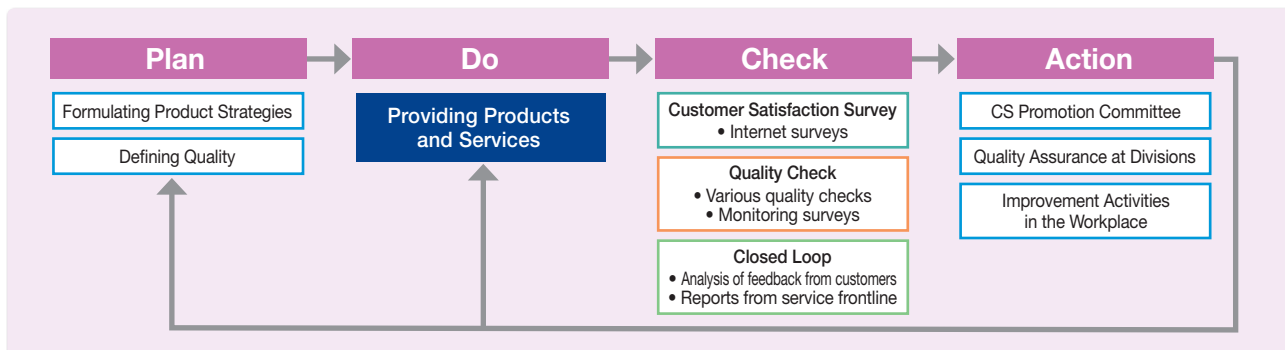 Plan
Formulating Product Strategies
Defining Quality
Do
Providing Products
and Services
Check
Customer Satisfaction Survey
• Internet surveys
Quality Check
• Various quality checks
• Monitoring surveys
Closed Loop
• Analysis of feedback from customers
• Reports from service frontline
Action
CS Promotion Committee
Quality Assurance at Divisions
Improvement Activities
in the Workplace